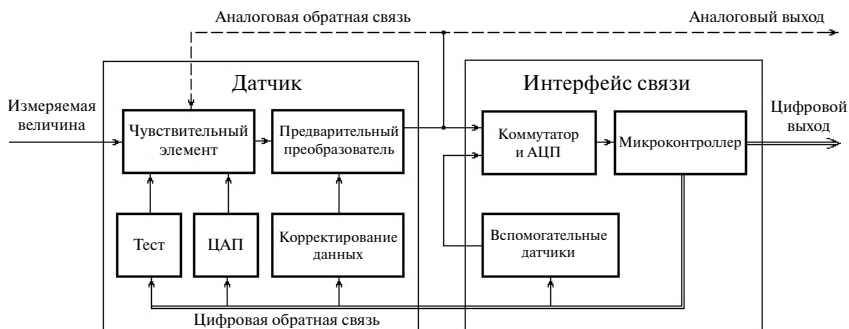 Аналоговая обратная связь
Аналоговый выход
Датчик
Интерфейс связи
Измеряемая
величина
Чувствительный
элемент
Предварительный
преобразователь
Коммутатор
и АЦП
Микроконтроллер
Цифровой
выход
Тест
ЦАП
Корректирование
данных
Вспомогательные
датчики
Цифровая обратная связь